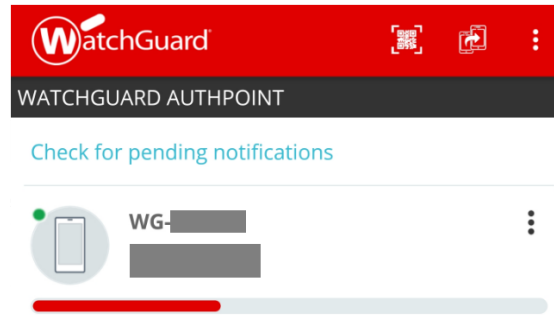 WatchGuard
WATCHGUARD AUTHPOINT
Check for pending notifications
WG-